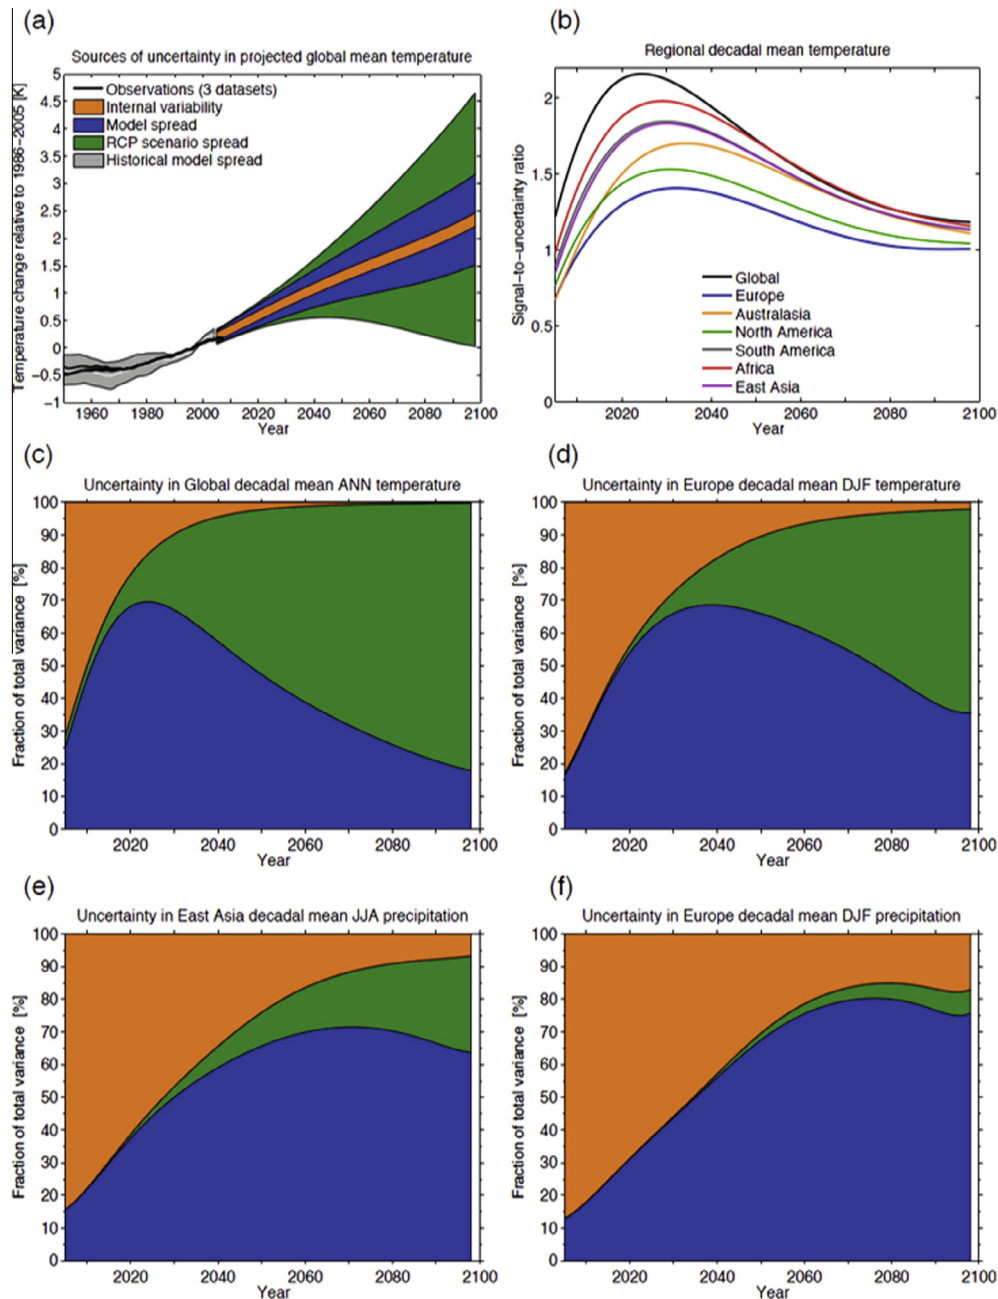 (a)
Sources of uncertainty in projected global mean temperature
Temperature change relative to 1986-2005 [K]
5
4.5
4
3.5
3
2.5
2
1.5
1
0.5
0
-0.5
-1
Observations (3 datasets)
Internal variability
Model spread
RCP scenario spread
Historical model spread
1960 1980 2000 2020 2040 2060 2080 2100
Year
(b)
Regional decadal mean temperature
Signal-to-uncertainty ratio
2
1.5
1
0.5
0
Global
Europe
Australasia
North America
South America
Africa
East Asia
2020 2040 2060 2080 2100
Year
(c)
Uncertainty in Global decadal mean ANN temperature
Fraction of total variance [%]
100
90
80
70
60
50
40
30
20
10
0
2020 2040 2060 2080 2100
Year
(d)
Uncertainty in Europe decadal mean DJF temperature
Fraction of total variance [%]
100
90
80
70
60
50
40
30
20
10
0
2020 2040 2060 2080 2100
Year
(e)
Uncertainty in East Asia decadal mean JJA precipitation
Fraction of total variance [%]
100
90
80
70
60
50
40
30
20
10
0
2020 2040 2060 2080 2100
Year
(f)
Uncertainty in Europe decadal mean DJF precipitation
Fraction of total variance [%]
100
90
80
70
60
50
40
30
20
10
0
2020 2040 2060 2080 2100
Year